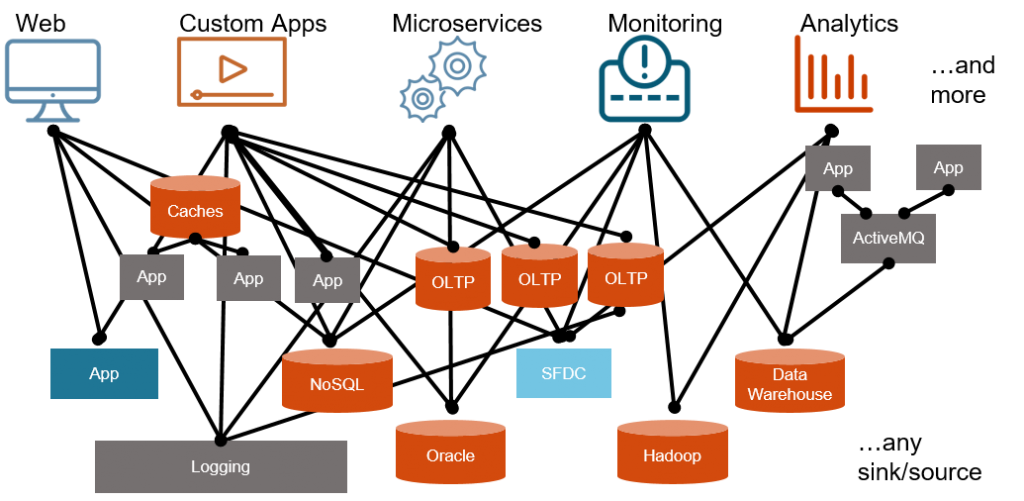 Web
Custom Apps
Microservices
Monitoring
Analytics
…and
more
App
App
Caches
ActiveMQ
App
App
App
OLTP
OLTP
OLTP
App
NoSQL
SFDC
Data
Warehouse
Logging
Oracle
Hadoop
…any
sink/source